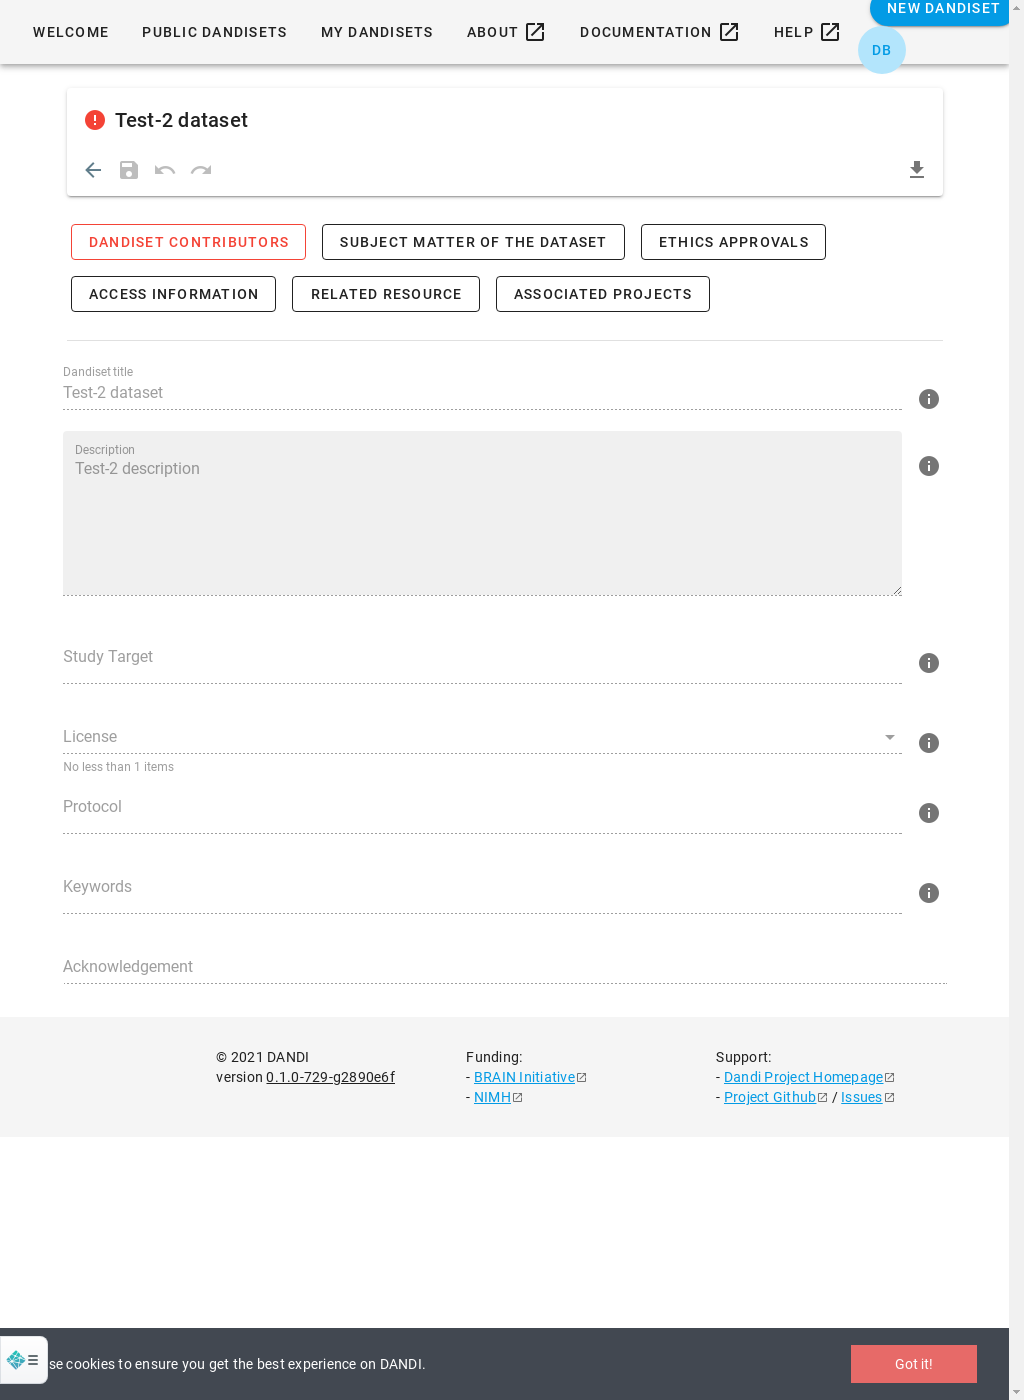 WELCOME PUBLIC DANDISETS MY DANDISETS ABOUT DOCUMENTATION HELP NEW DANDISET
DB
Test-2 dataset
DANDISET CONTRIBUTORS SUBJECT MATTER OF THE DATASET ETHICS APPROVALS
ACCESS INFORMATION RELATED RESOURCE ASSOCIATED PROJECTS
Dandiset title
Test-2 dataset
Description
Test-2 description
Study Target
License
No less than 1 items
Protocol
Keywords
Acknowledgement
© 2021 DANDI
version 0.1.0-729-g2890e6f
Funding:
- BRAIN Initiative
- NIMH
Support:
- Dandi Project Homepage
- Project Github / Issues
se cookies to ensure you get the best experience on DANDI.
Got it!